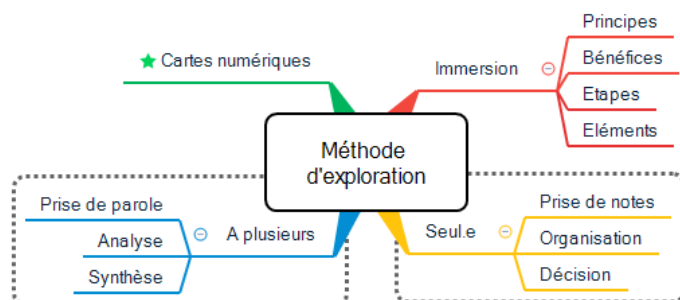 Cartes numériques
Méthode
d'exploration
Immersion
Principes
Bénéfices
Etapes
Eléments
A plusieurs
Prise de parole
Analyse
Synthèse
Seul.e
Prise de notes
Organisation
Décision